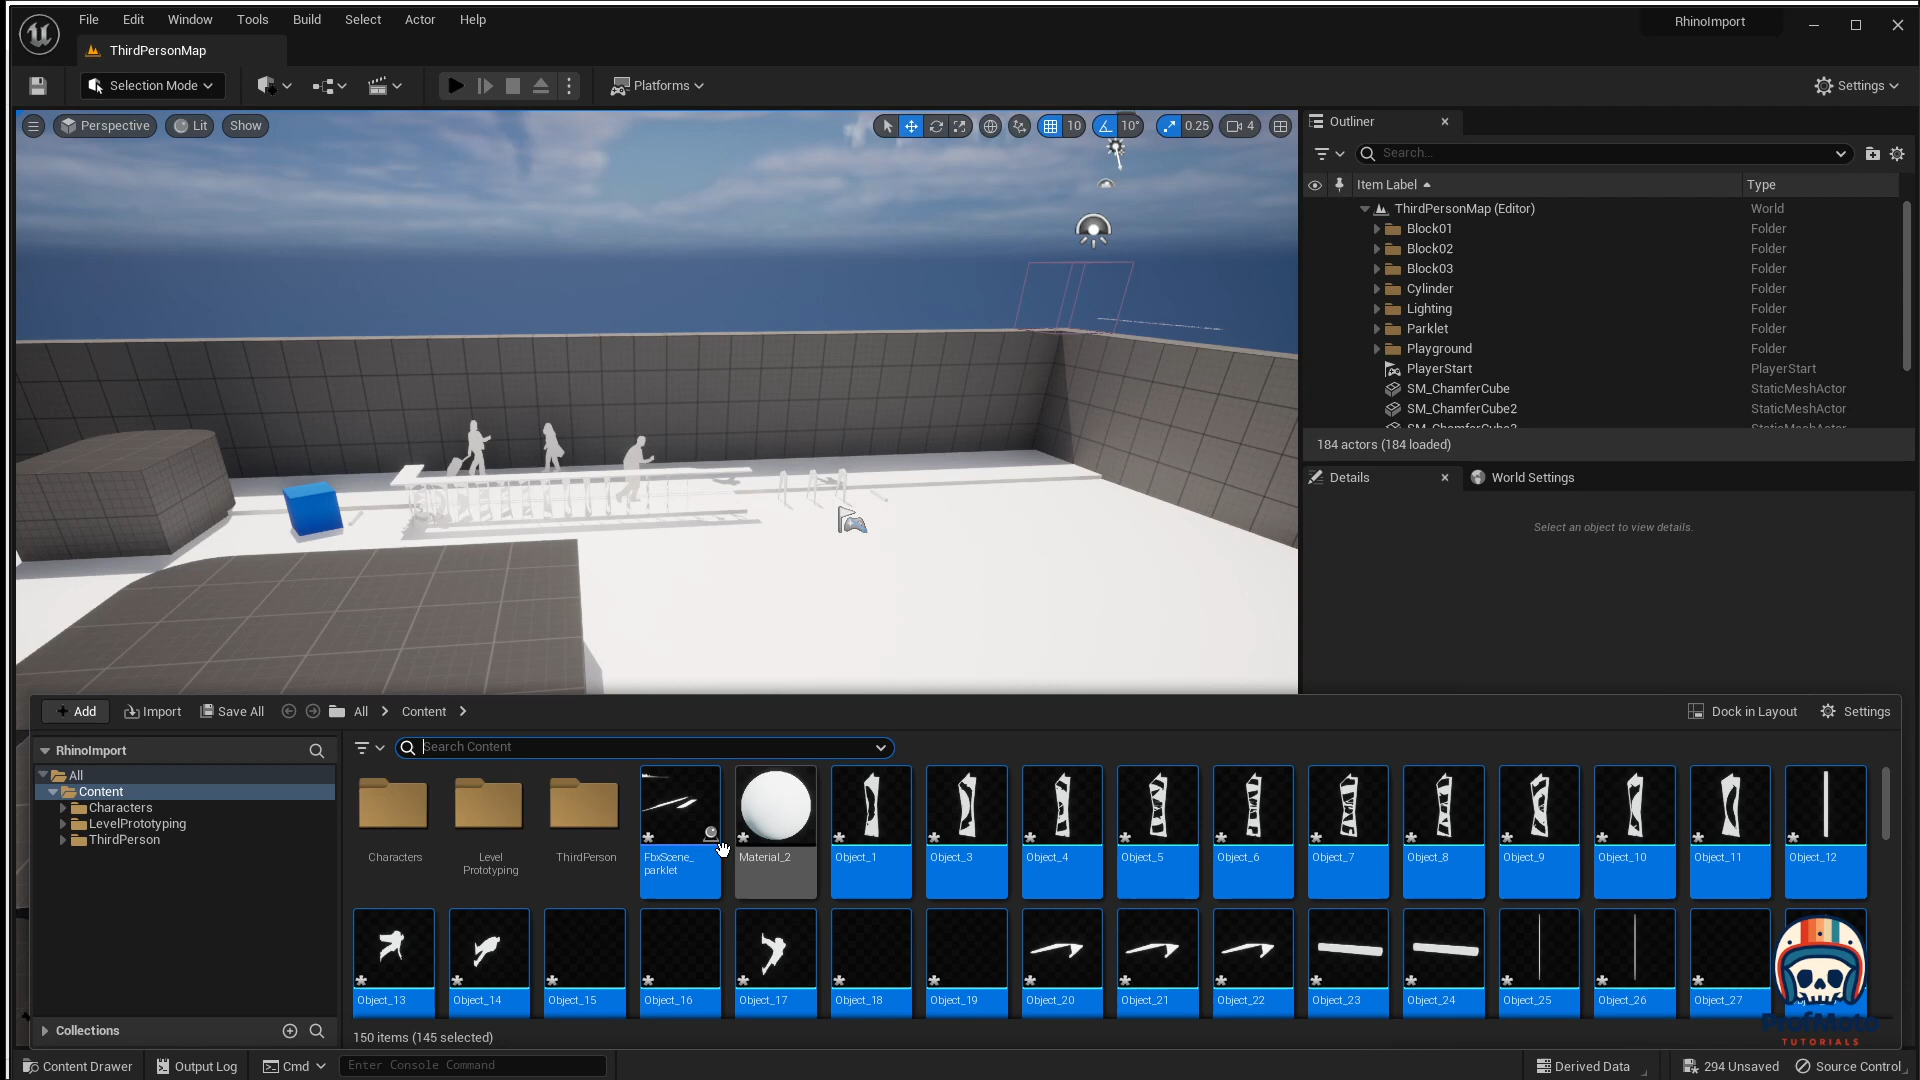 File Edit Window Tools Build Select Actor Help
RhinoImport
ThirdPersonMap
Selection Mode
Platforms
Settings
Perspective
Lit
Show
10
10°
0.25
4
Outliner
Search...
Item Label
Type
ThirdPersonMap (Editor) World
Block01 Folder
Block02 Folder
Block03 Folder
Cylinder Folder
Lighting Folder
Parklet Folder
Playground Folder
PlayerStart PlayerStart
SM_ChamferCube StaticMeshActor
SM_ChamferCube2 StaticMeshActor
184 actors (184 loaded)
Details
World Settings
Select an object to view details.
Add
Import
Save All
All
Content
Dock in Layout
Settings
RhinoImport
Search Content
All
Content
Characters
LevelPrototyping
ThirdPerson
Characters
Level
Prototyping
ThirdPerson
FbxScene_
parklet
Material_2
Object_1
Object_3
Object_4
Object_5
Object_6
Object_7
Object_8
Object_9
Object_10
Object_11
Object_12
Object_13
Object_14
Object_15
Object_16
Object_17
Object_18
Object_19
Object_20
Object_21
Object_22
Object_23
Object_24
Object_25
Object_26
Object_27
ProfMoto
TUTORIALS
Collections
150 items (145 selected)
Content Drawer
Output Log
Cmd
Enter Console Command
Derived Data
294 Unsaved
Source Control